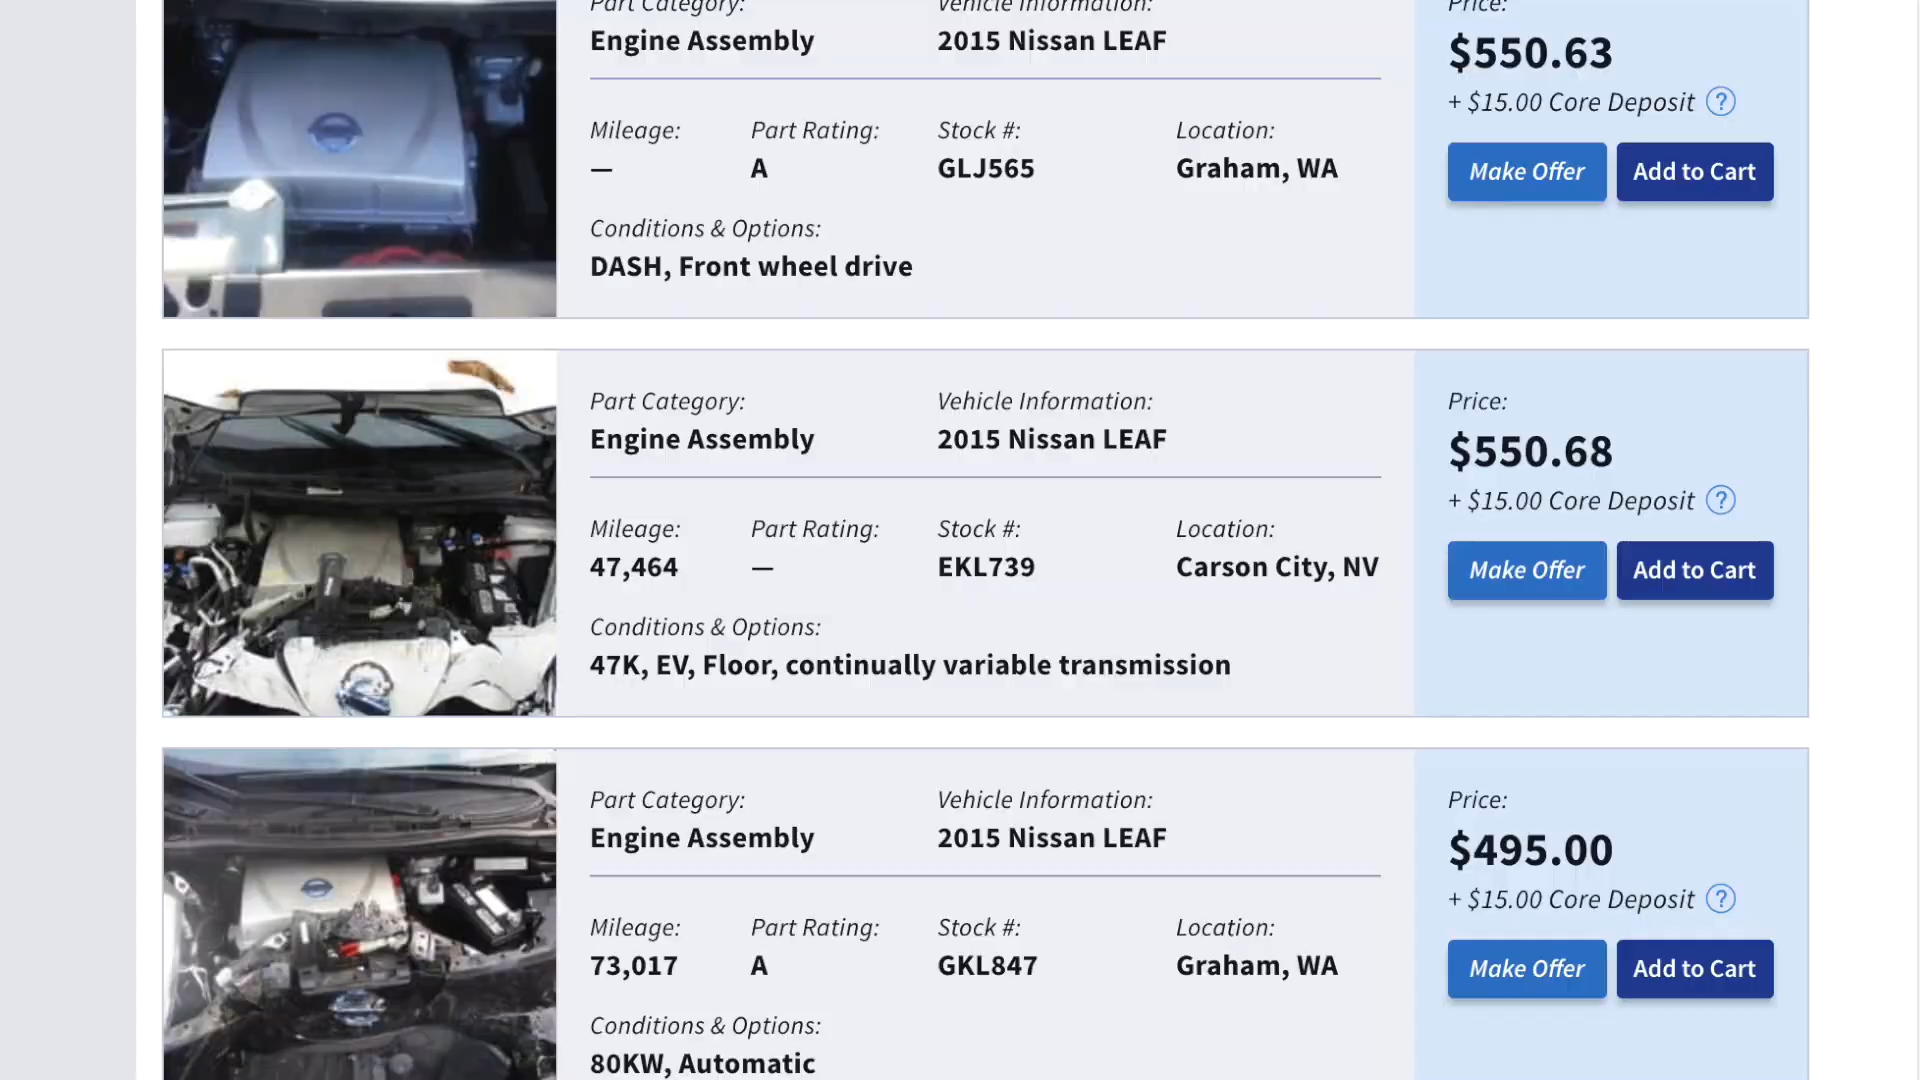 Part Category:
Vehicle Information:
Price:
Engine Assembly
2015 Nissan LEAF
$550.63
+ $15.00 Core Deposit ?
Mileage:
Part Rating:
Stock #:
Location:
—
A
GLJ565
Graham, WA
Make Offer
Add to Cart
Conditions & Options:
DASH, Front wheel drive
Part Category:
Vehicle Information:
Price:
Engine Assembly
2015 Nissan LEAF
$550.68
+ $15.00 Core Deposit ?
Mileage:
Part Rating:
Stock #:
Location:
47,464
—
EKL739
Carson City, NV
Make Offer
Add to Cart
Conditions & Options:
47K, EV, Floor, continually variable transmission
Part Category:
Vehicle Information:
Price:
Engine Assembly
2015 Nissan LEAF
$495.00
+ $15.00 Core Deposit ?
Mileage:
Part Rating:
Stock #:
Location:
73,017
A
GKL847
Graham, WA
Make Offer
Add to Cart
Conditions & Options:
80KW, Automatic